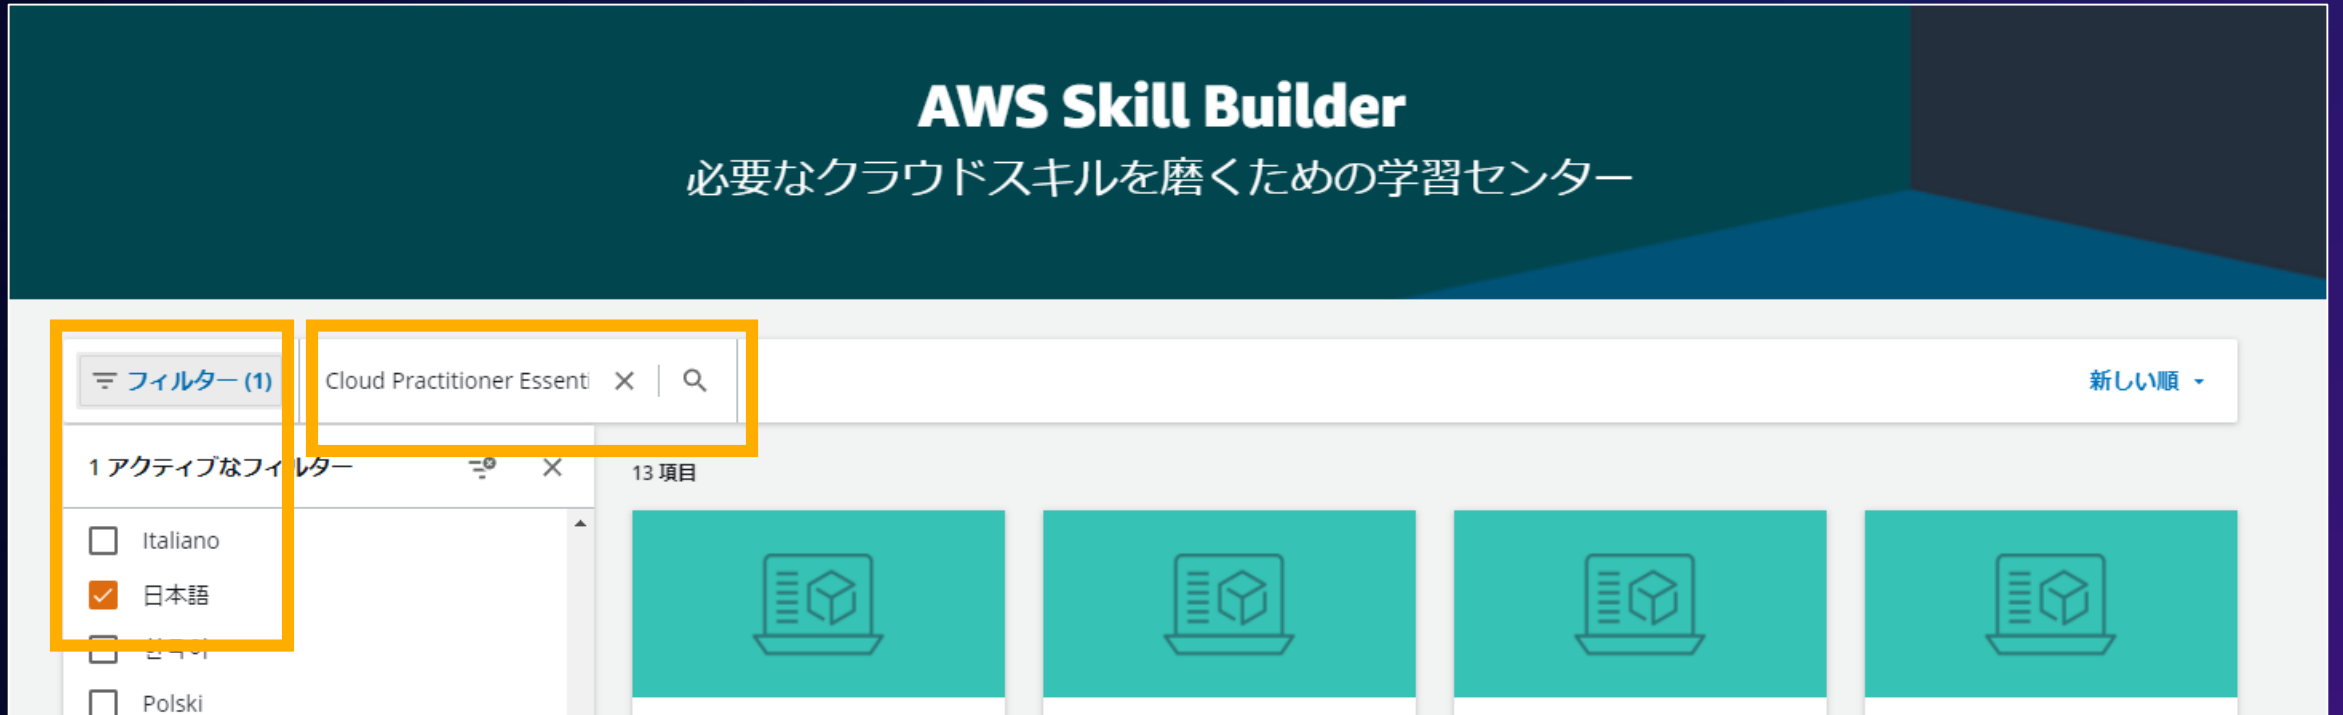 AWS Skill Builder
必要なクラウドスキルを磨くための学習センター
フィルター (1)
Cloud Practitioner Essenti
新しい順
1 アクティブなフィルター
13 項目
Italiano
日本語
한국어
Polski